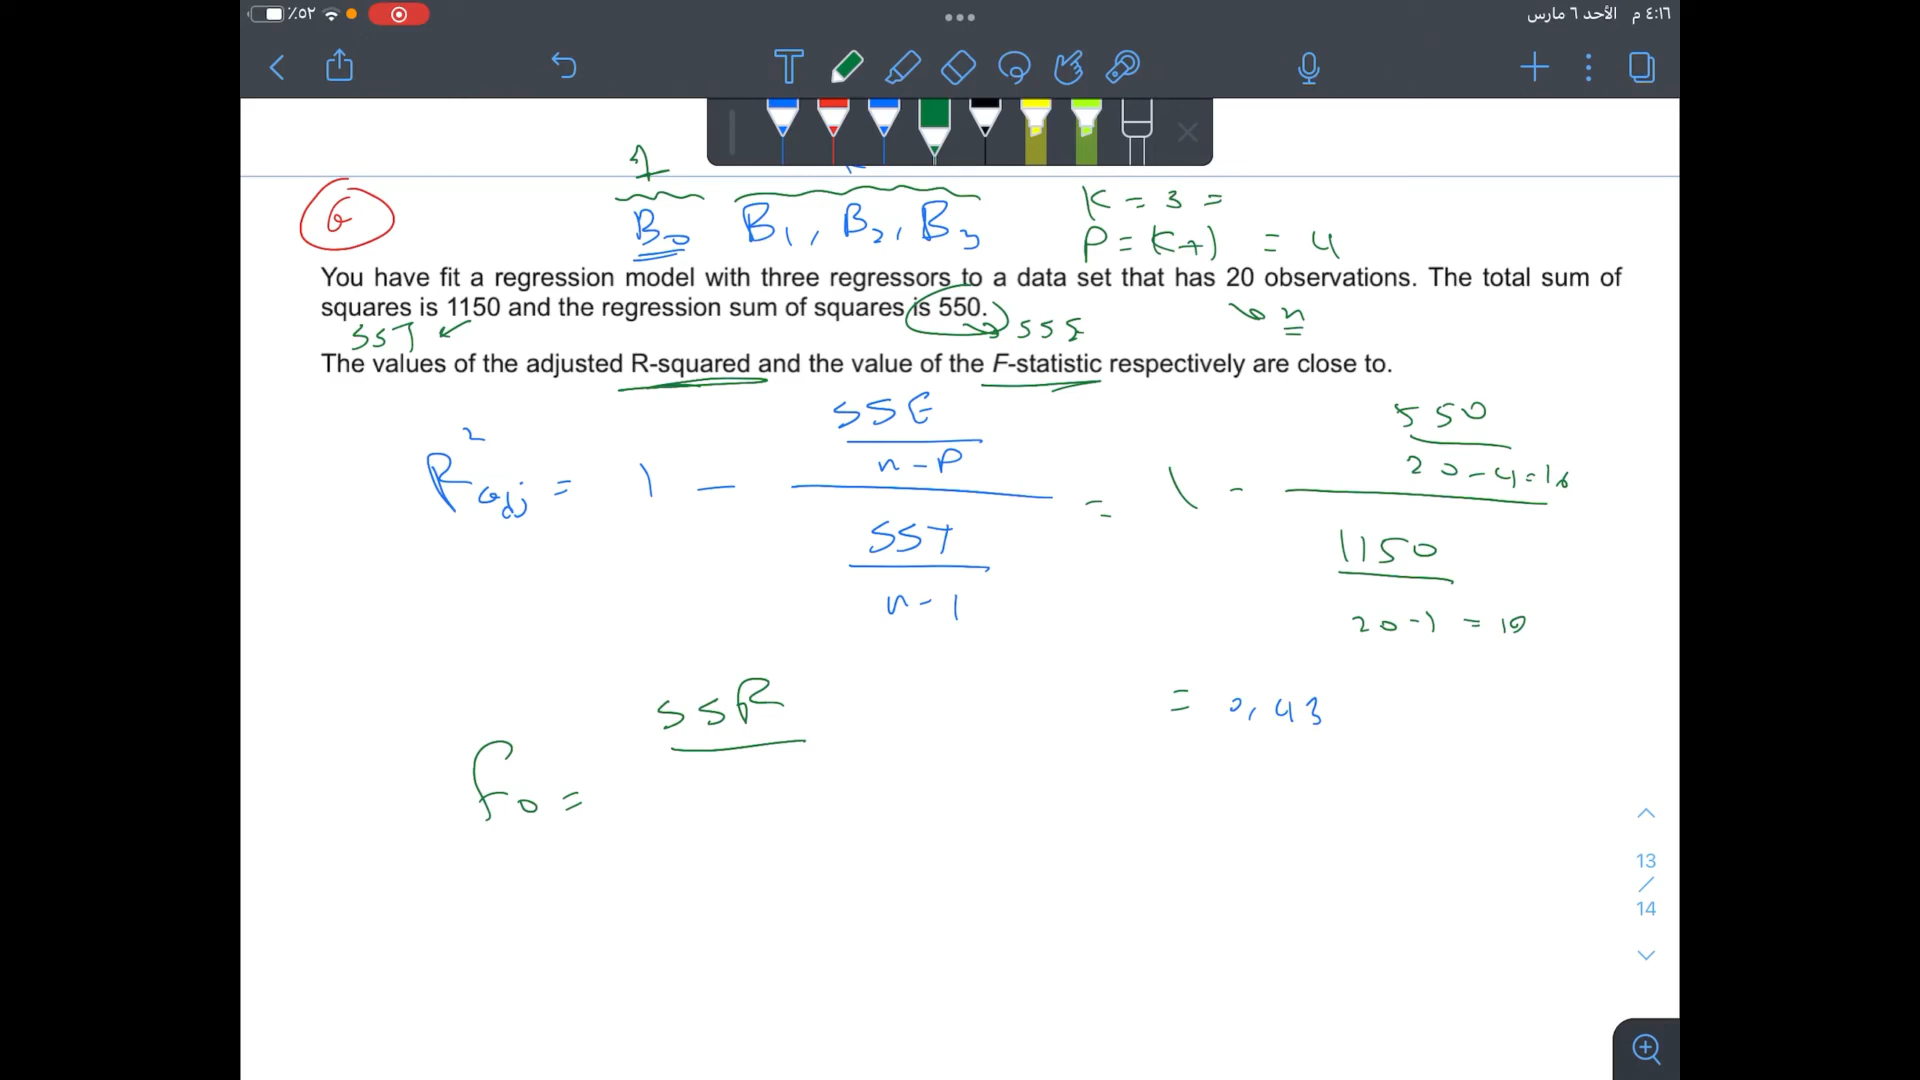 ٪٥٢
٤:١٦ م الأحد ٦ مارس
1
B0 B1, B2, B3
K = 3 =
P = K+1 = 4
6
You have fit a regression model with three regressors to a data set that has 20 observations. The total sum of
squares is 1150 and the regression sum of squares is 550.
SST
SSE
n
The values of the adjusted R-squared and the value of the F-statistic respectively are close to.
R²adj = 1 - SSE / n-P / SST / n-1 = 1 - 550 / 20-4=16 / 1150 / 20-1 = 19
= 0,43
SSR
F0 =
13
/
14